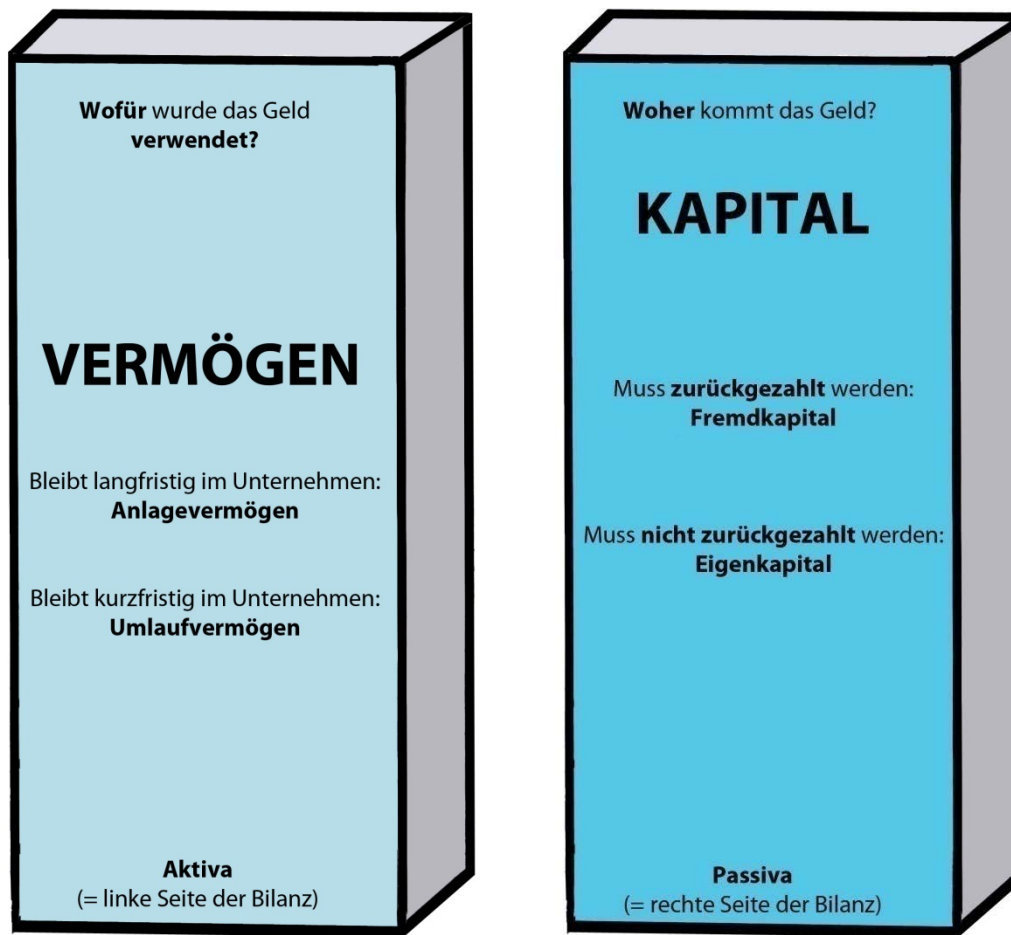 Wofür wurde das Geld
verwendet?
VERMÖGEN
Bleibt langfristig im Unternehmen:
Anlagevermögen
Bleibt kurzfristig im Unternehmen:
Umlaufvermögen
Aktiva
(= linke Seite der Bilanz)
Woher kommt das Geld?
KAPITAL
Muss zurückgezahlt werden:
Fremdkapital
Muss nicht zurückgezahlt werden:
Eigenkapital
Passiva
(= rechte Seite der Bilanz)